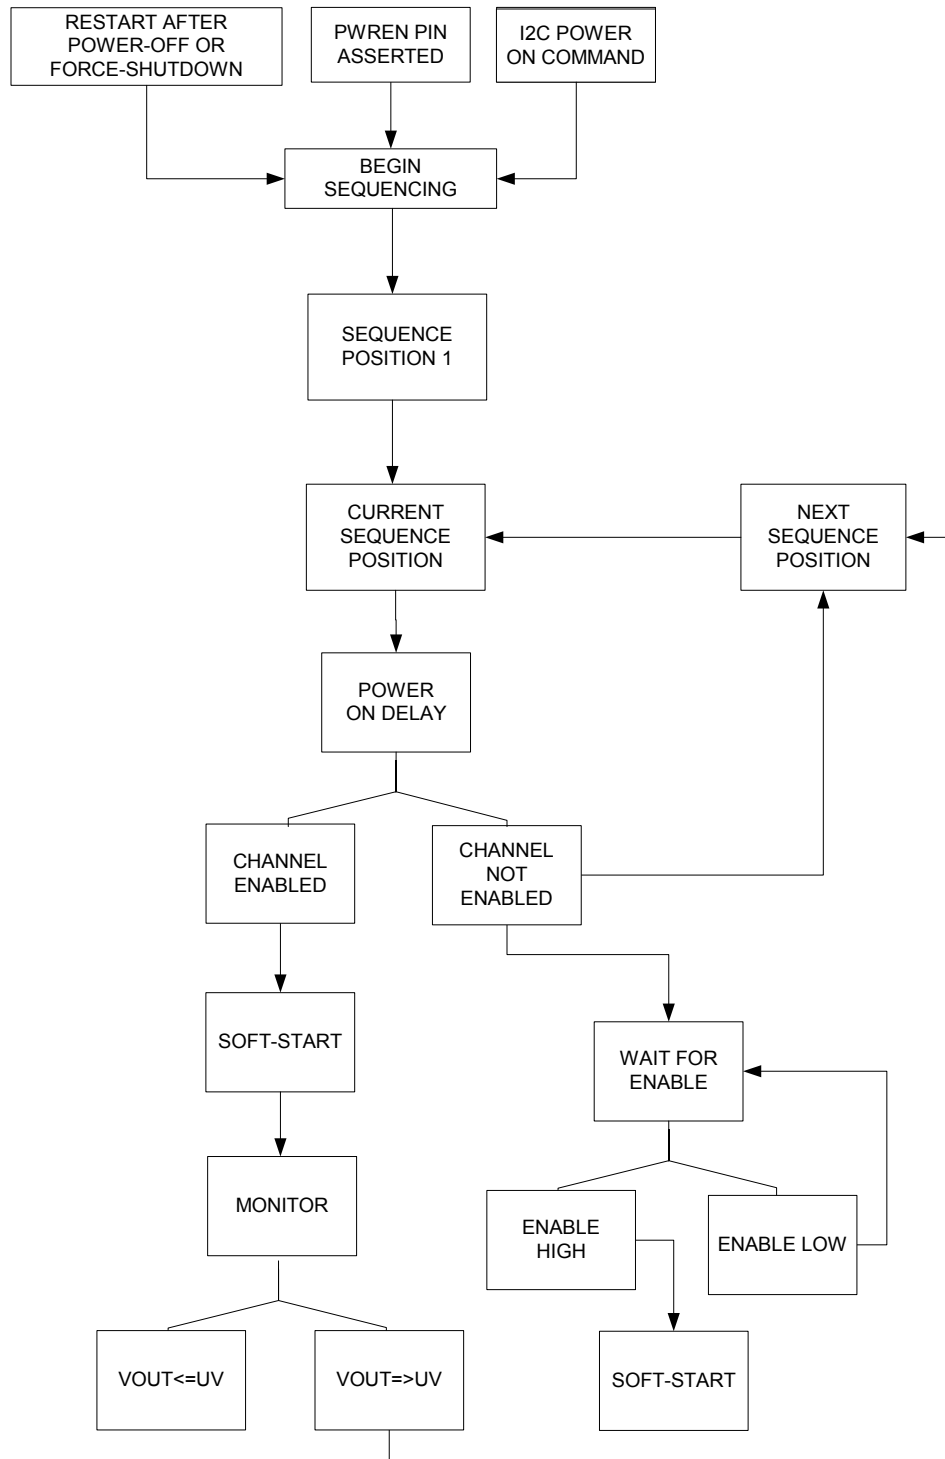 RESTART AFTER
POWER-OFF OR
FORCE-SHUTDOWN
PWREN PIN
ASSERTED
I2C POWER
ON COMMAND
BEGIN
SEQUENCING
SEQUENCE
POSITION 1
CURRENT
SEQUENCE
POSITION
NEXT
SEQUENCE
POSITION
POWER
ON DELAY
CHANNEL
ENABLED
CHANNEL
NOT
ENABLED
SOFT-START
WAIT FOR
ENABLE
MONITOR
ENABLE
HIGH
ENABLE LOW
VOUT<=UV
VOUT=>UV
SOFT-START